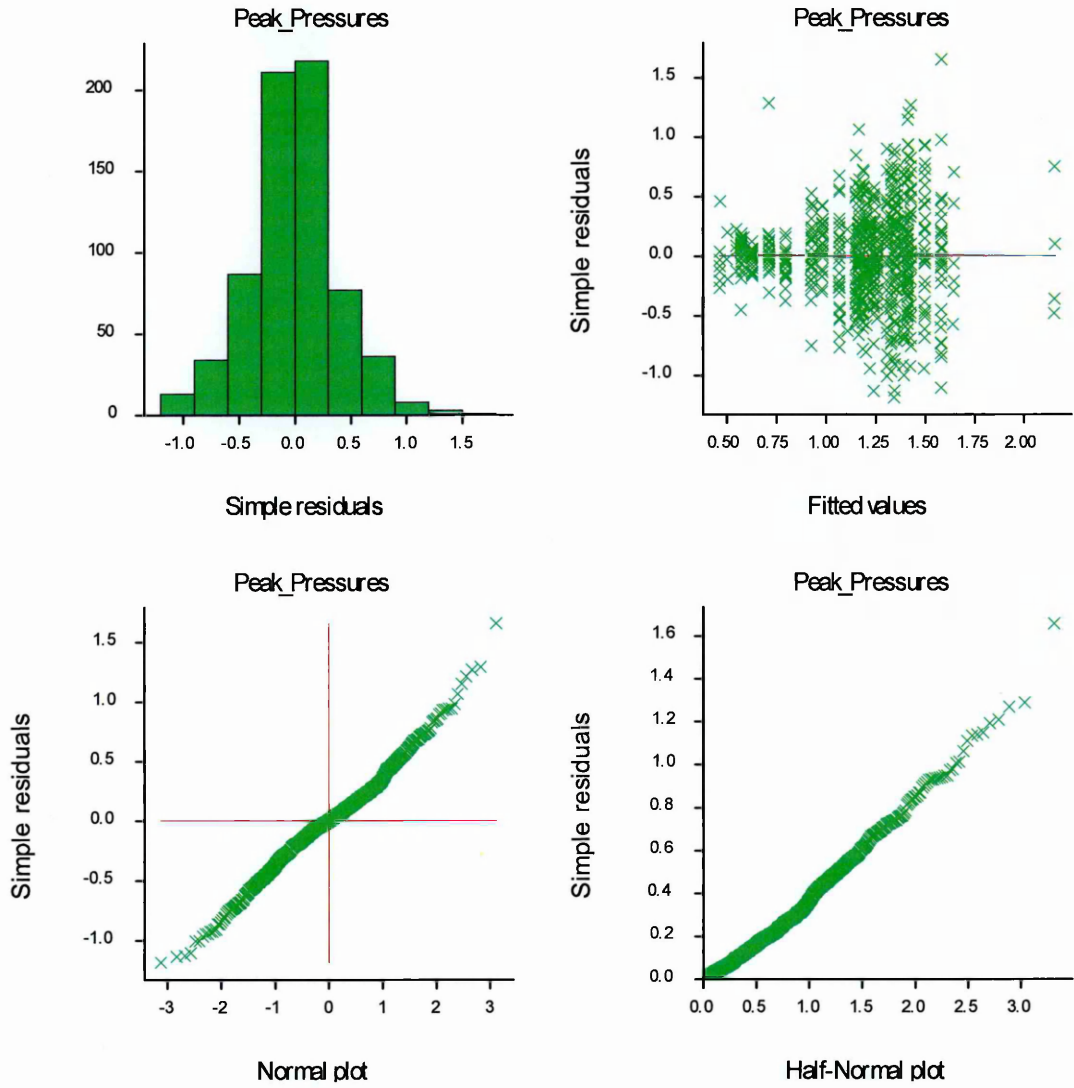 Peak_Pressures
200
150
100
50
0
-1.0 -0.5 0.0 0.5 1.0 1.5
Simple residuals
Peak_Pressures
Simple residuals
1.5
1.0
0.5
0.0
-0.5
-1.0
0.50 0.75 1.00 1.25 1.50 1.75 2.00
Fitted values
Peak_Pressures
Simple residuals
1.5
1.0
0.5
0.0
-0.5
-1.0
-3 -2 -1 0 1 2 3
Normal plot
Peak_Pressures
Simple residuals
1.6
1.4
1.2
1.0
0.8
0.6
0.4
0.2
0.0
0.0 0.5 1.0 1.5 2.0 2.5 3.0
Half-Normal plot